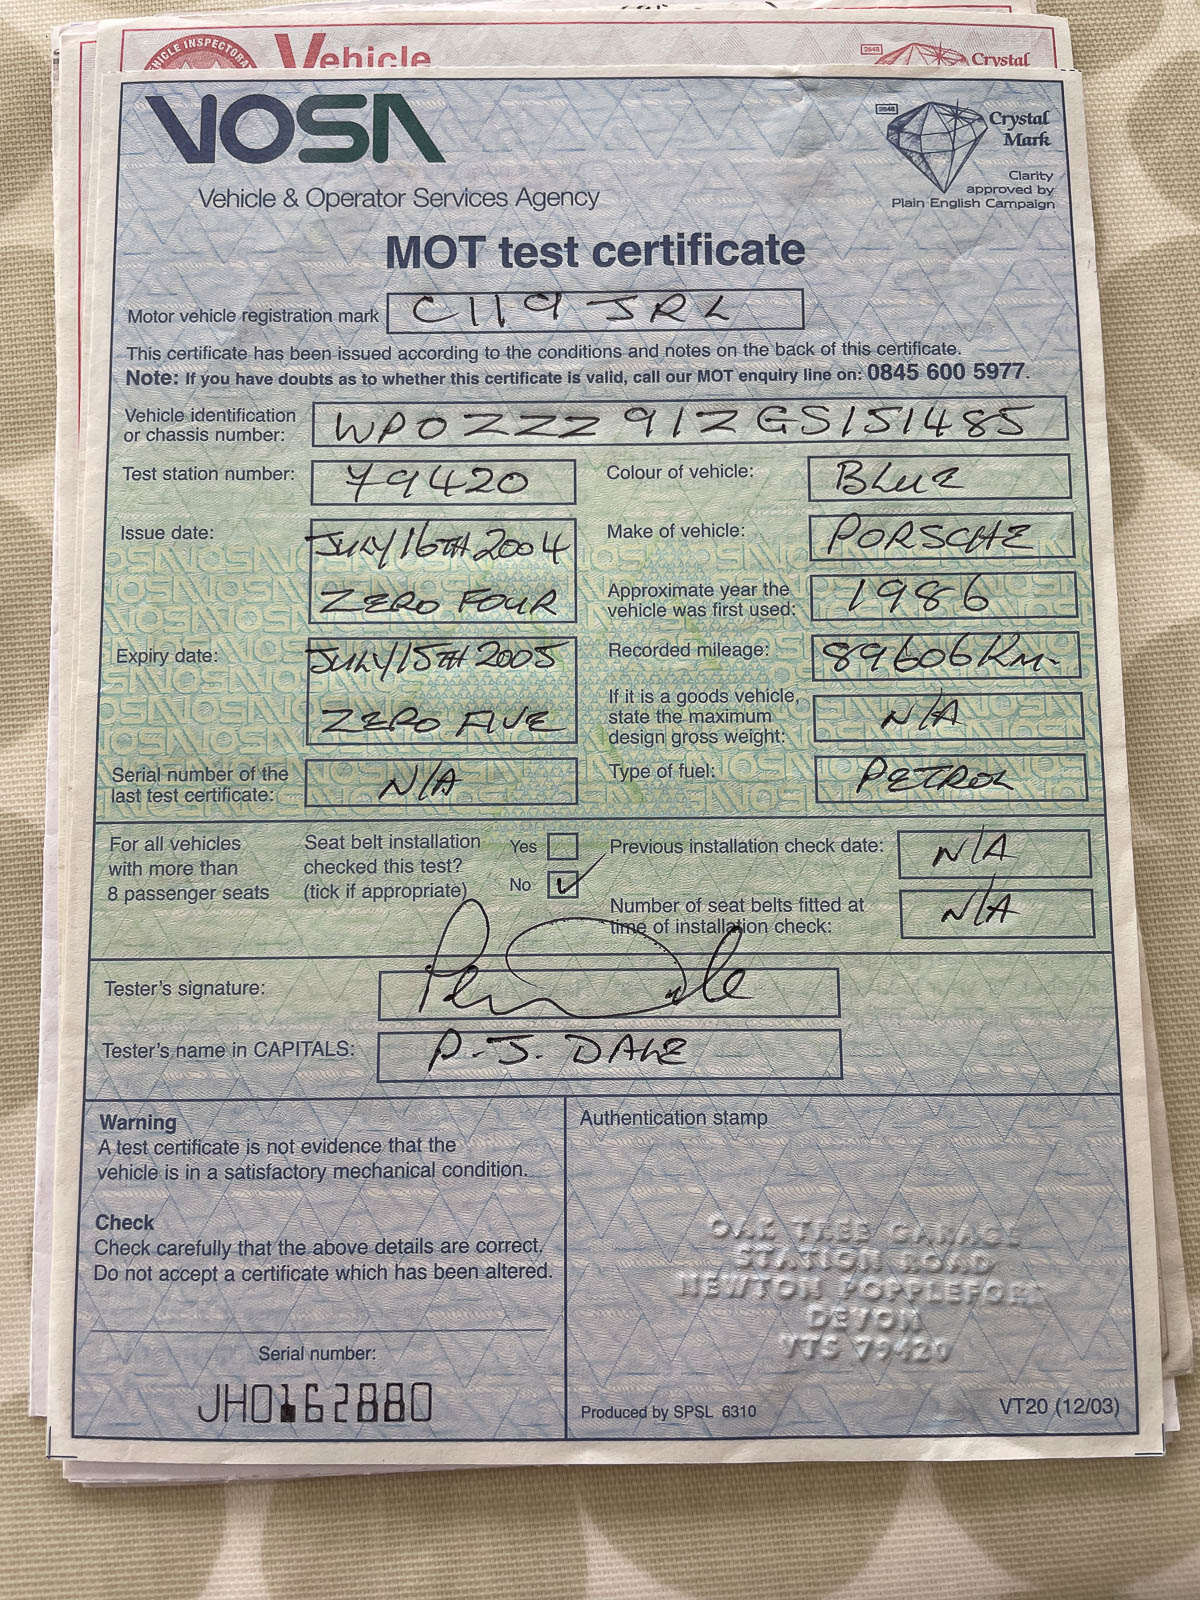 VEHICLE INSPECTORA
Vehicle
2848
Crystal
VOSA
Vehicle & Operator Services Agency
2848
Crystal
Mark
Clarity
approved by
Plain English Campaign
MOT test certificate
Motor vehicle registration mark C119 JRL
This certificate has been issued according to the conditions and notes on the back of this certificate.
Note: If you have doubts as to whether this certificate is valid, call our MOT enquiry line on: 0845 600 5977.
Vehicle identification
or chassis number: WP0ZZZ 91ZGS151485
Test station number: 79420
Colour of vehicle: BLUE
Issue date: JULY 16TH 2004
ZERO FOUR
Make of vehicle: PORSCHE
Approximate year the
vehicle was first used: 1986
Expiry date: JULY 15TH 2005
ZERO FIVE
Recorded mileage: 89606 Km-
If it is a goods vehicle,
state the maximum
design gross weight: N/A
Serial number of the
last test certificate: N/A
Type of fuel: PETROL
For all vehicles
with more than
8 passenger seats
Seat belt installation
checked this test?
(tick if appropriate)
Yes
No
Previous installation check date: N/A
Number of seat belts fitted at
time of installation check: N/A
Tester's signature:
Tester's name in CAPITALS: P.J. DALE
Warning
A test certificate is not evidence that the
vehicle is in a satisfactory mechanical condition.
Check
Check carefully that the above details are correct.
Do not accept a certificate which has been altered.
Serial number:
JH0162880
Authentication stamp
OAK TREE GARAGE
STATION ROAD
NEWTON POPPLEFOR
DEVON
VTS 79420
Produced by SPSL 6310
VT20 (12/03)